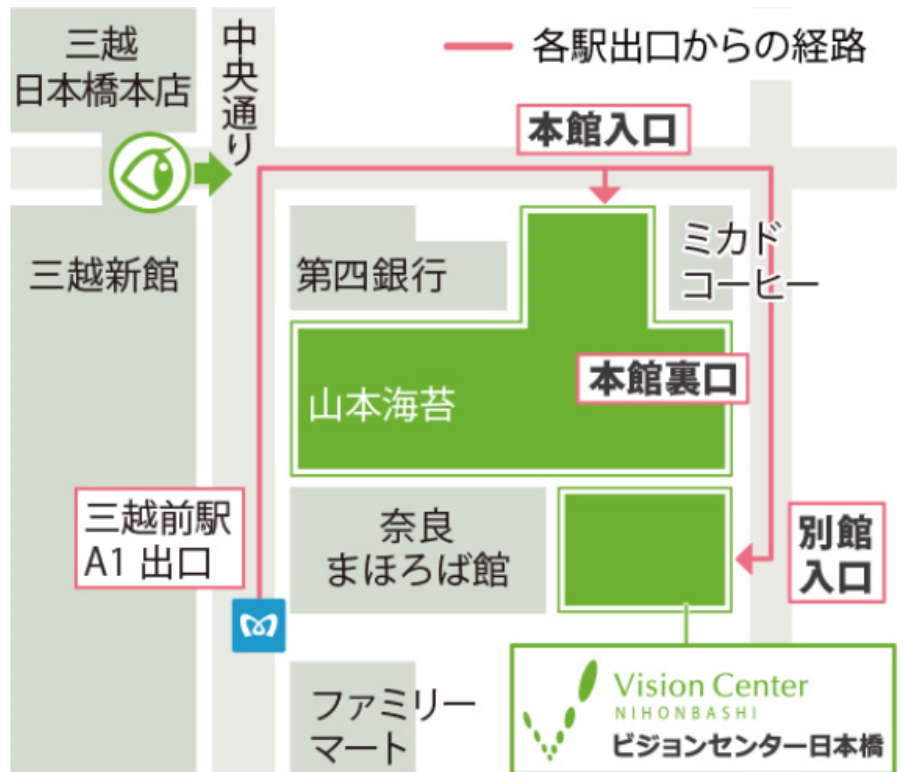 三越
日本橋本店
中央通り
各駅出口からの経路
本館入口
三越新館
第四銀行
ミカド
コーヒー
山本海苔
本館裏口
三越前駅
A1 出口
奈良
まほろば館
別館
入口
ファミリー
マート
Vision Center
NIHONBASHI
ビジョンセンター日本橋